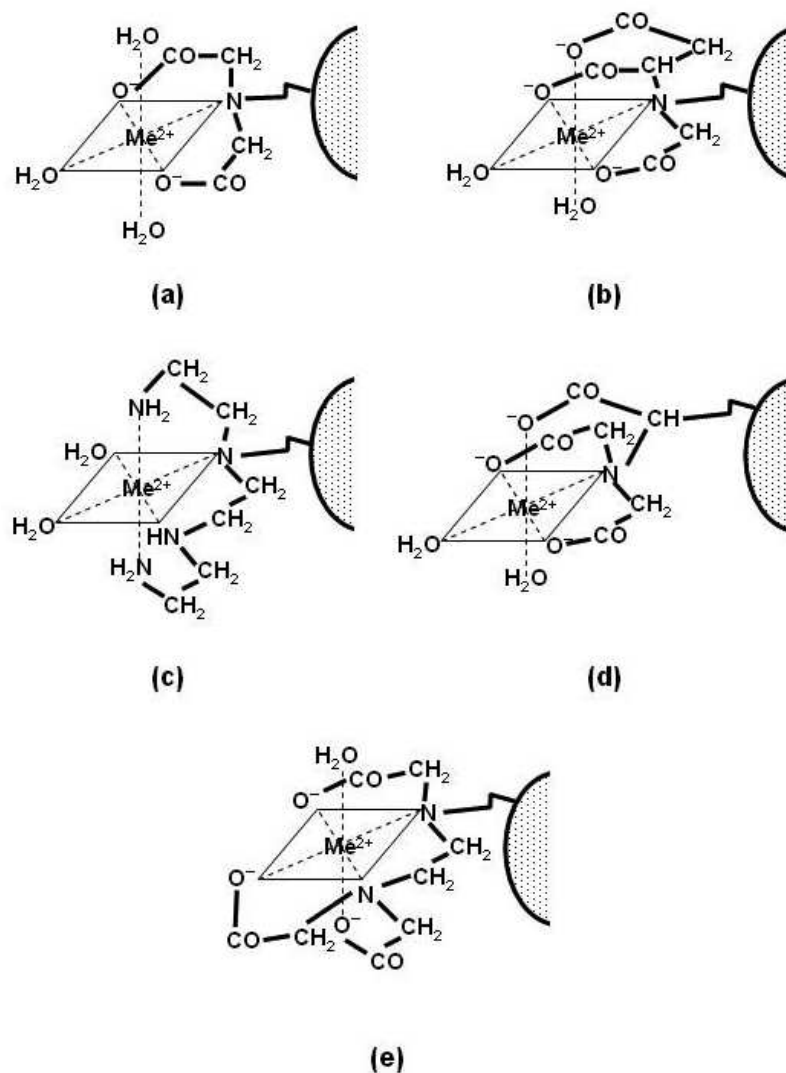 H₂O
CO CH₂
O⁻ N
Me²⁺ CH₂
H₂O O⁻ CO
H₂O
(a)
CO
⁻O CH₂
⁻O CO CH
N
Me²⁺ CH₂
H₂O O⁻ CO
H₂O
(b)
CH₂
NH₂ CH₂
H₂O N
Me²⁺ CH₂
H₂O CH₂
HN
H₂N CH₂
CH₂
(c)
CO
⁻O CH
CO CH₂
⁻O N
Me²⁺ CH₂
H₂O O⁻ CO
H₂O
(d)
H₂O
CO CH₂
O⁻ N
Me²⁺ CH₂
O⁻ CH₂
N
O⁻ CH₂
CO CH₂
CO
(e)